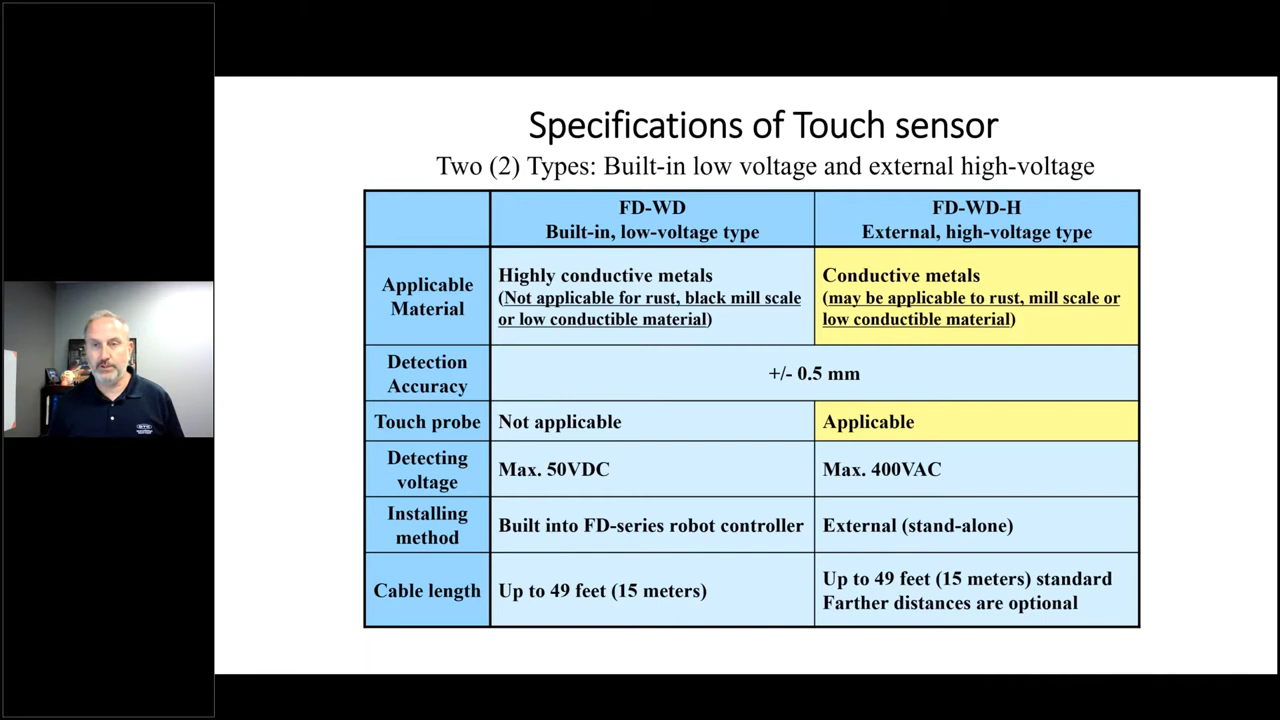 Specifications of Touch sensor
Two (2) Types: Built-in low voltage and external high-voltage
FD-WD
Built-in, low-voltage type
FD-WD-H
External, high-voltage type
Applicable
Material
Highly conductive metals
(Not applicable for rust, black mill scale
or low conductible material)
Conductive metals
(may be applicable to rust, mill scale or
low conductible material)
Detection
Accuracy
+/- 0.5 mm
Touch probe
Not applicable
Applicable
Detecting
voltage
Max. 50VDC
Max. 400VAC
Installing
method
Built into FD-series robot controller
External (stand-alone)
Cable length
Up to 49 feet (15 meters)
Up to 49 feet (15 meters) standard
Farther distances are optional